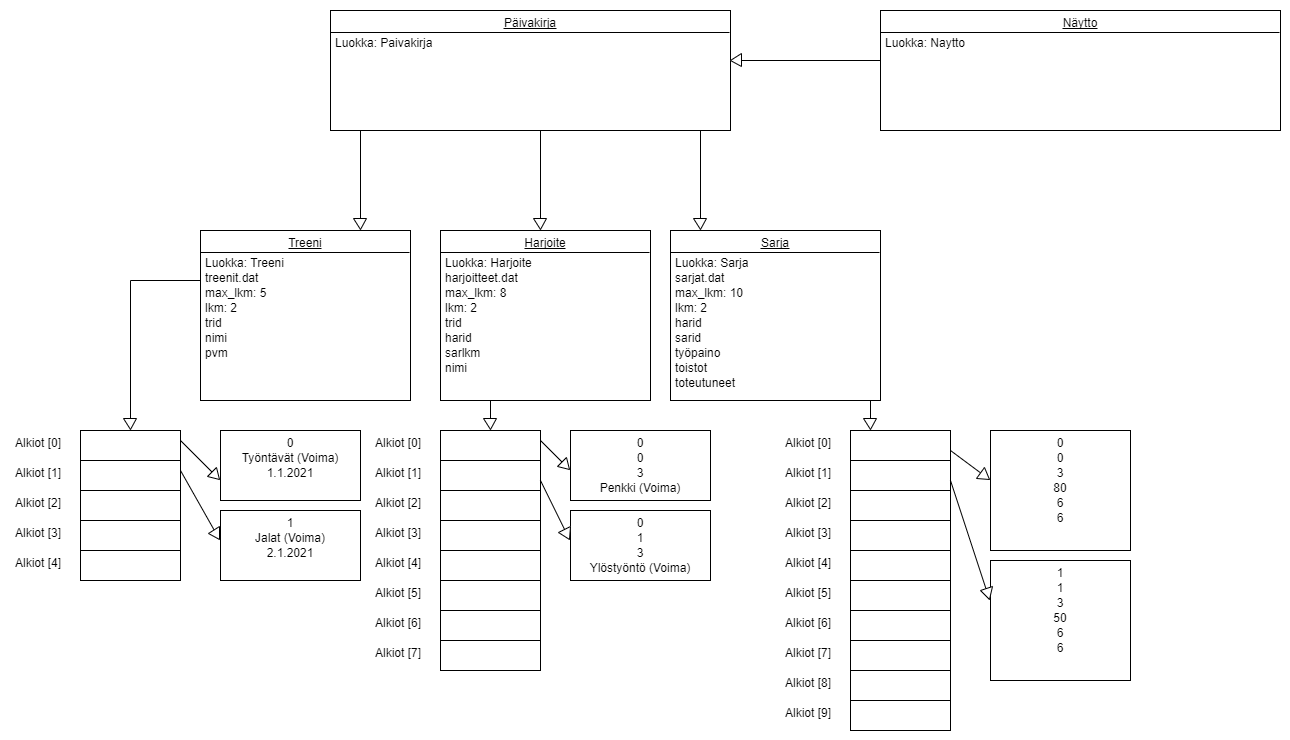 Päivakirja
Luokka: Paivakirja
Näytto
Luokka: Naytto
Treeni
Luokka: Treeni
treenit.dat
max_lkm: 5
lkm: 2
trid
nimi
pvm
Harjoite
Luokka: Harjoite
harjoitteet.dat
max_lkm: 8
lkm: 2
trid
harid
sarlkm
nimi
Sarja
Luokka: Sarja
sarjat.dat
max_lkm: 10
lkm: 2
harid
sarid
työpaino
toistot
toteutuneet
Alkiot [0]
Alkiot [1]
Alkiot [2]
Alkiot [3]
Alkiot [4]
0
Työntävät (Voima)
1.1.2021
1
Jalat (Voima)
2.1.2021
Alkiot [0]
Alkiot [1]
Alkiot [2]
Alkiot [3]
Alkiot [4]
Alkiot [5]
Alkiot [6]
Alkiot [7]
0
0
3
Penkki (Voima)
0
1
3
Ylöstyöntö (Voima)
Alkiot [0]
Alkiot [1]
Alkiot [2]
Alkiot [3]
Alkiot [4]
Alkiot [5]
Alkiot [6]
Alkiot [7]
Alkiot [8]
Alkiot [9]
0
0
3
80
6
6
1
1
3
50
6
6